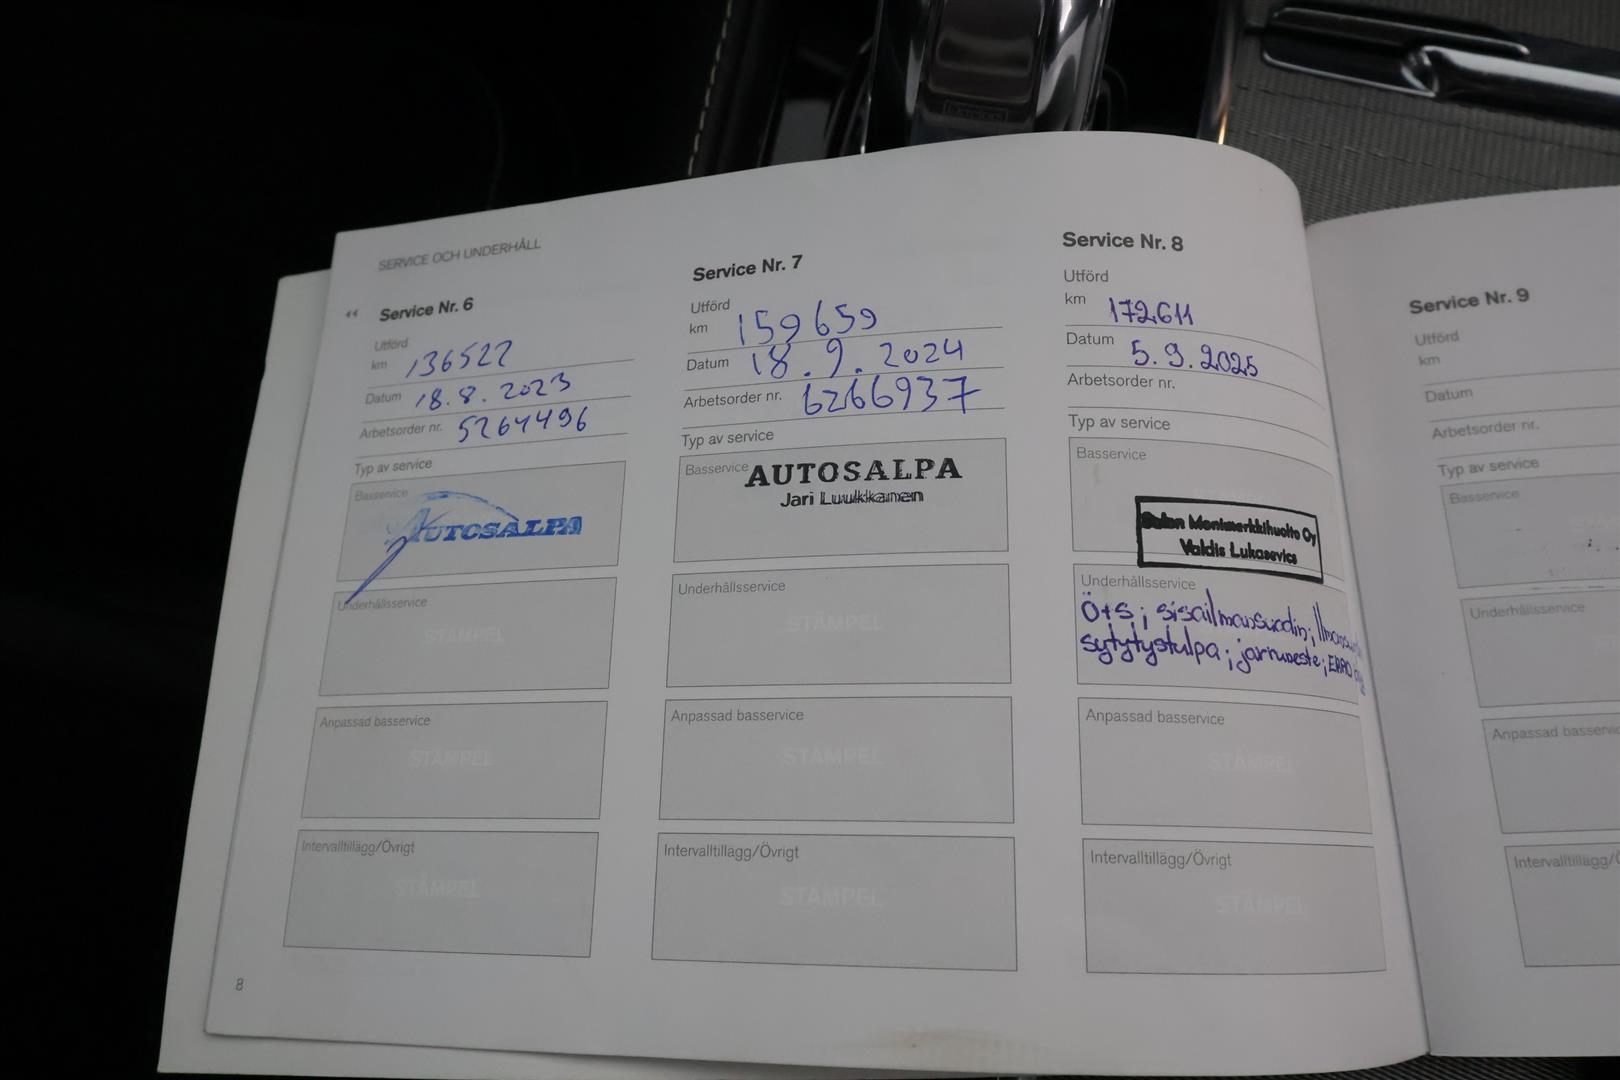 SERVICE OCH UNDERHÅLL
Service Nr. 6
Utförd
km 136522
Datum 18.8.2023
Arbetsorder nr. 5264496
Typ av service
Basservice
AUTOSALPA
Underhållsservice
STÄMPEL
Anpassad basservice
STÄMPEL
Intervalltillägg/Övrigt
STÄMPEL
8
Service Nr. 7
Utförd
km 159659
Datum 18.9.2024
Arbetsorder nr. 6266937
Typ av service
Basservice
AUTOSALPA
Jari Luukkanen
Underhållsservice
STÄMPEL
Anpassad basservice
STÄMPEL
Intervalltillägg/Övrigt
STÄMPEL
Service Nr. 8
Utförd
km 172611
Datum 5.9.2025
Arbetsorder nr.
Typ av service
Basservice
Salon Monimerkkihuolto Oy
Valdis Lukasevics
Underhållsservice
Ö+S; sisäilmansuodin;
sytytystulpa; jarruneste;
Anpassad basservice
STÄMPEL
Intervalltillägg/Övrigt
STÄMPEL
Service Nr. 9
Utförd
km
Datum
Arbetsorder nr.
Typ av service
Basservice
Underhållsservice
Anpassad
Intervalltillägg/